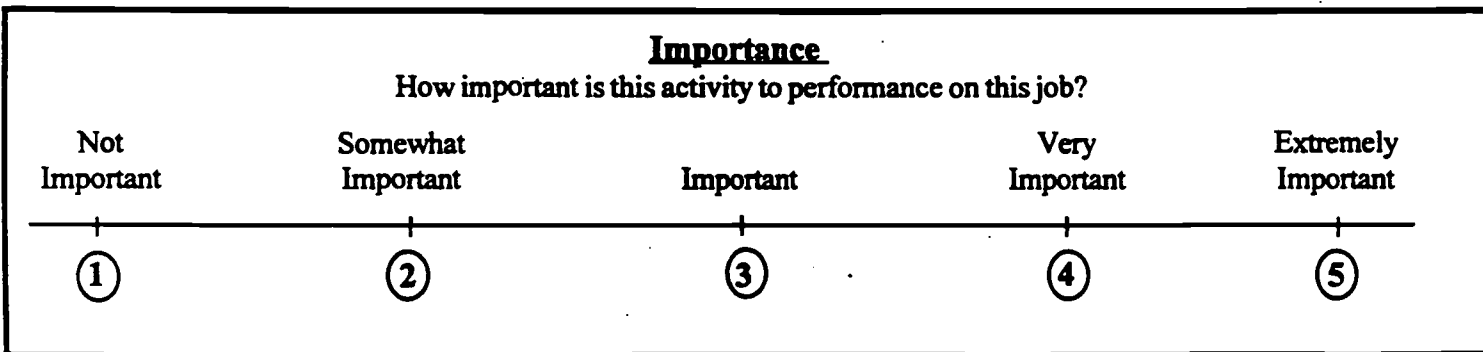 Importance
How important is this activity to performance on this job?
Not Somewhat Very Extremely
Important Important Important Important Important
1 2 3 4 5